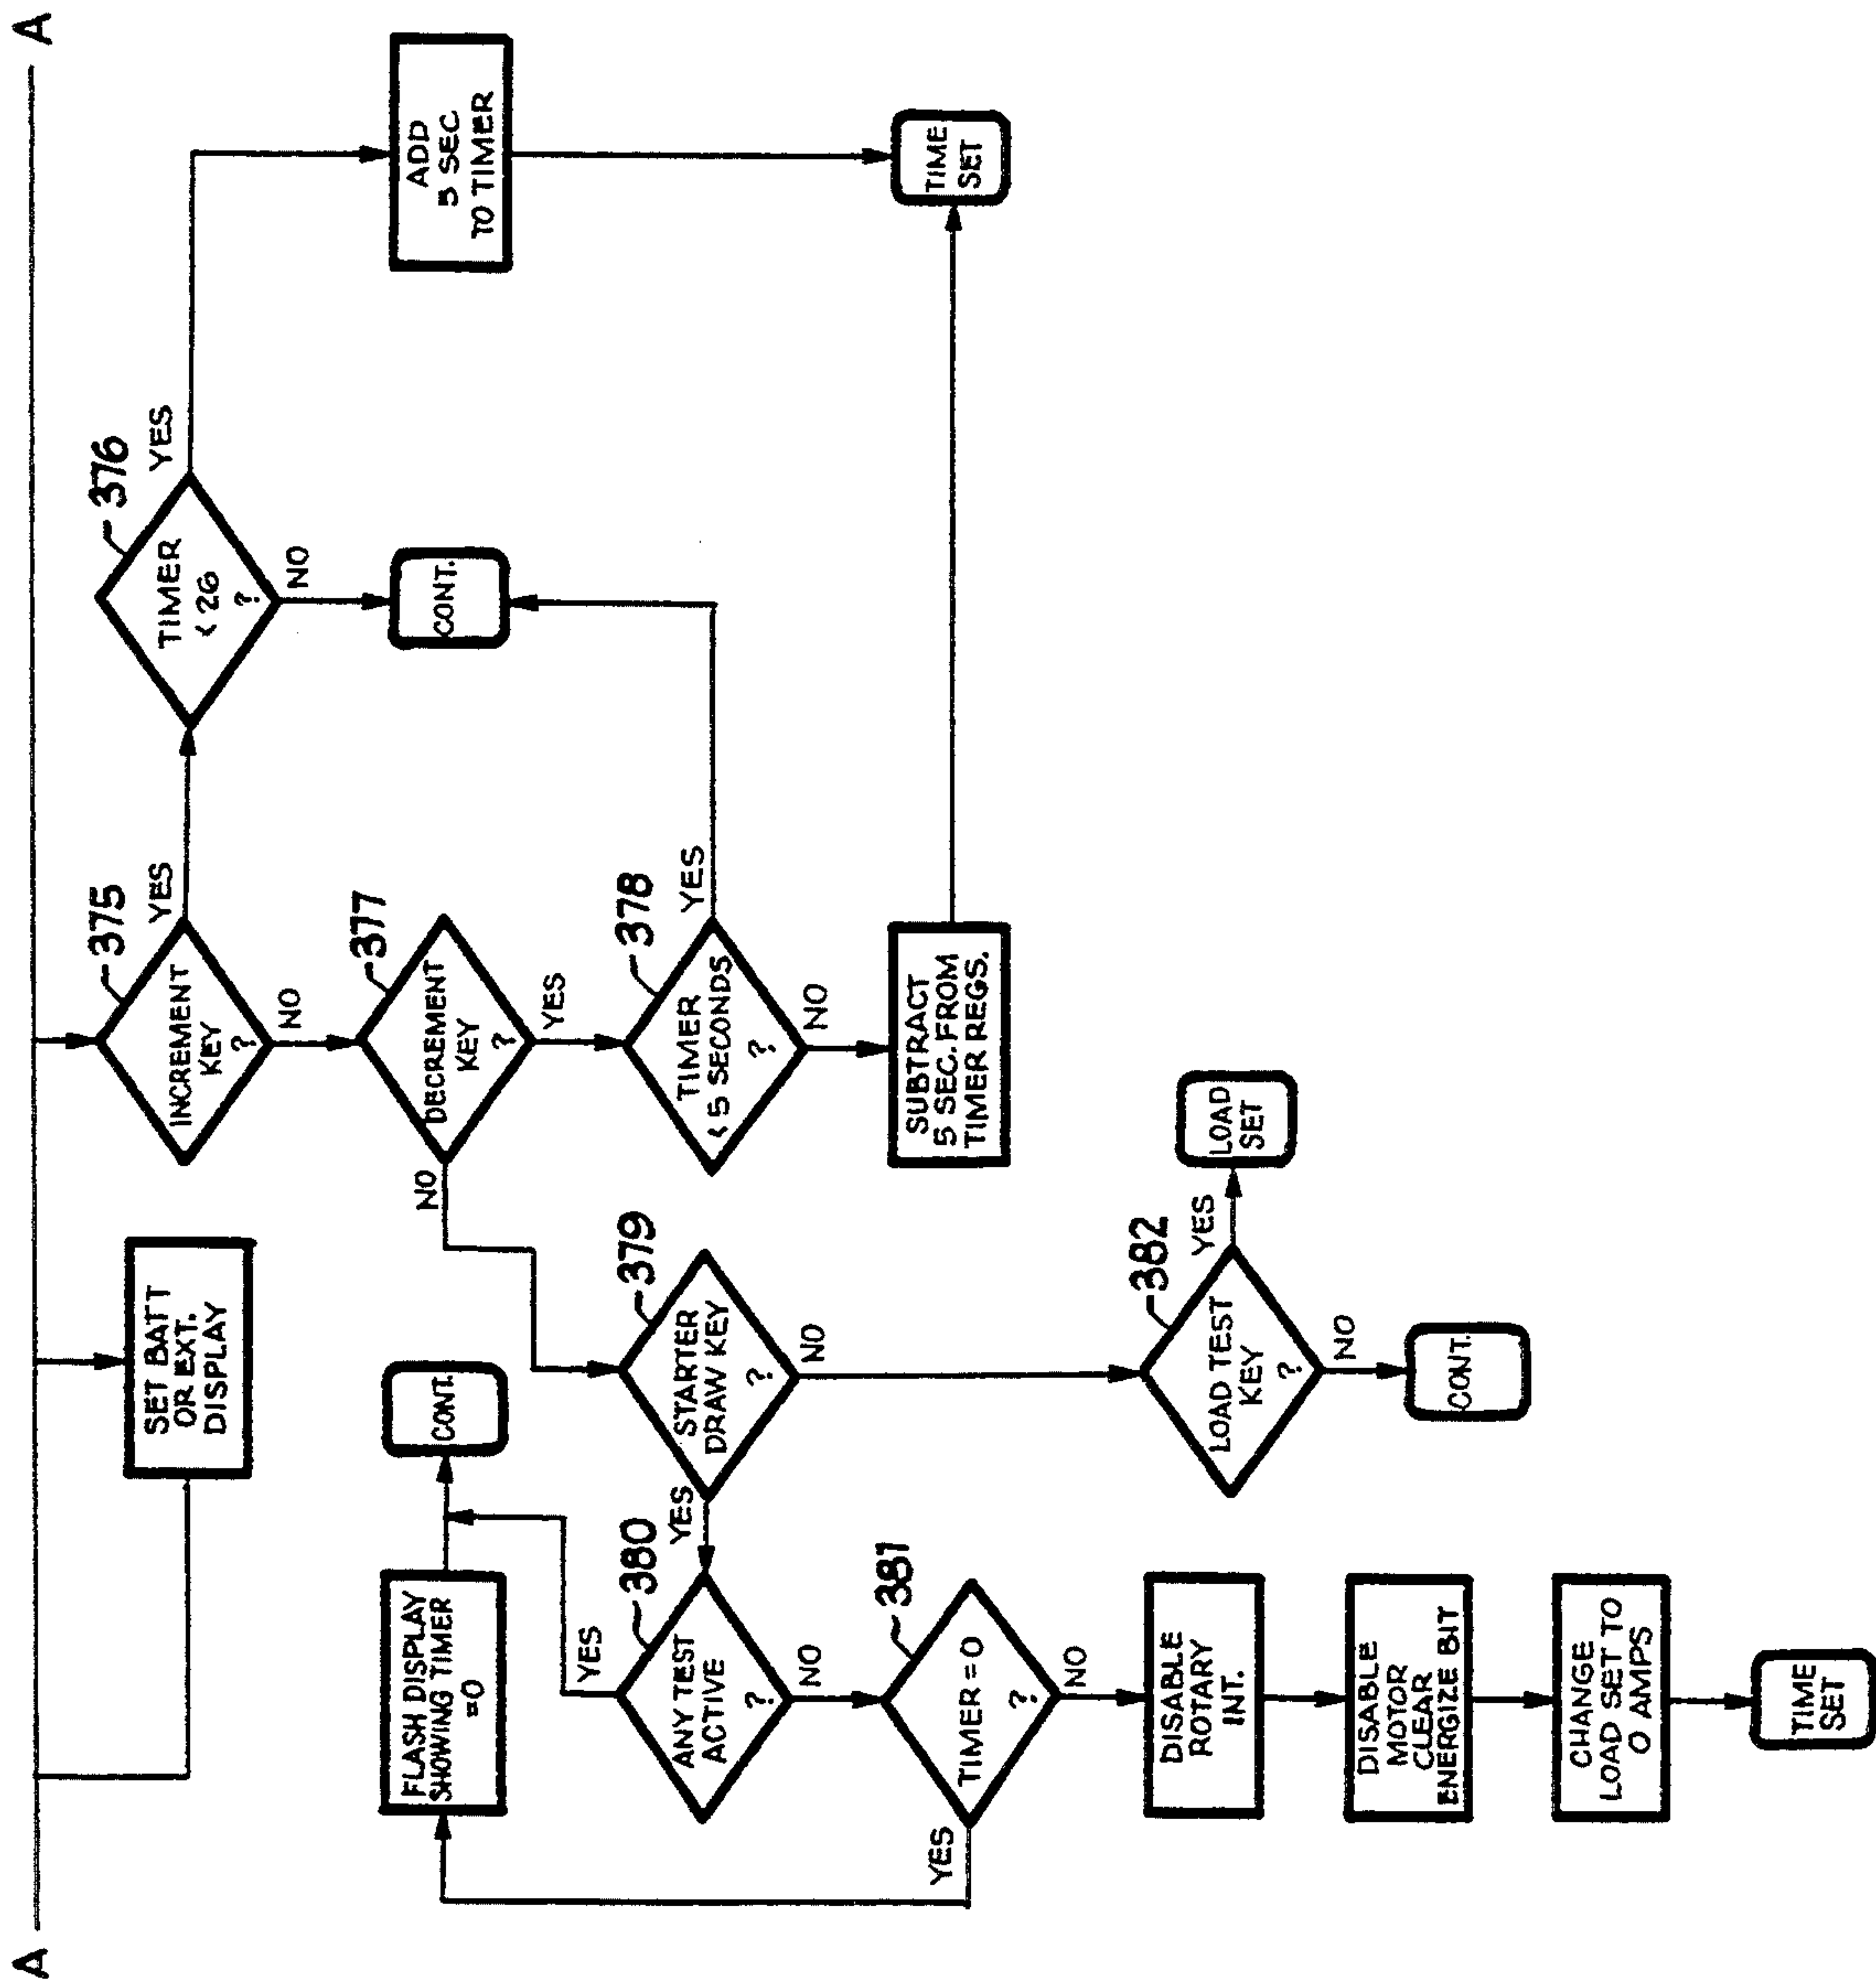 A
A
SET BATT
OR EXT.
DISPLAY
375
INCREMENT
KEY
?
YES
NO
376
TIMER
< 26
?
YES
NO
ADD
5 SEC
TO TIMER
CONT.
377
DECREMENT
KEY
?
NO
YES
378
TIMER
< 5 SECONDS
?
YES
NO
SUBTRACT
5 SEC. FROM
TIMER REGS.
TIME
SET
FLASH DISPLAY
SHOWING TIMER
=0
CONT.
379
STARTER
DRAW KEY
?
YES
NO
380
ANY TEST
ACTIVE
?
YES
NO
381
TIMER = 0
?
YES
NO
382
LOAD TEST
KEY
?
YES
NO
LOAD
SET
CONT.
DISABLE
ROTARY
INT.
DISABLE
MOTOR
CLEAR
ENERGIZE BIT
CHANGE
LOAD SET TO
0 AMPS
TIME
SET